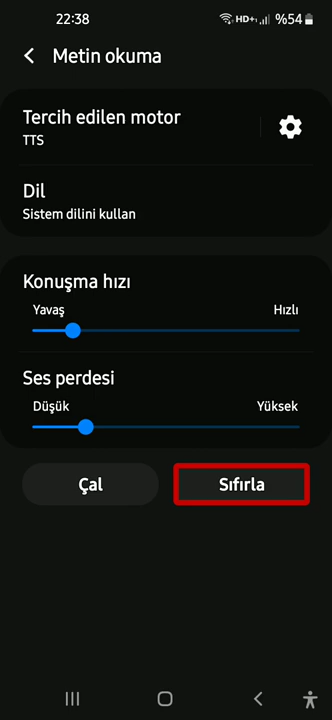 22:38
HD+ %54
Metin okuma
Tercih edilen motor
TTS
Dil
Sistem dilini kullan
Konuşma hızı
Yavaş Hızlı
Ses perdesi
Düşük Yüksek
Çal Sıfırla